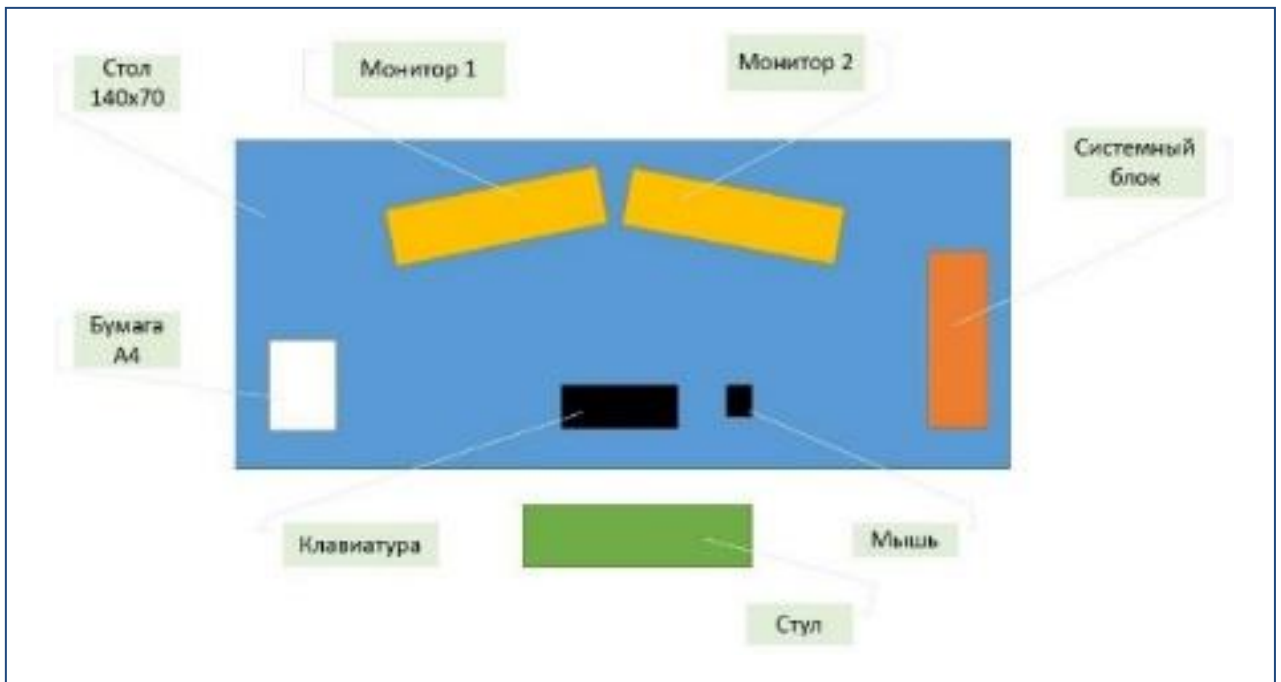 Стол
140х70
Монитор 1
Монитор 2
Системный
блок
Бумага
А4
Клавиатура
Мышь
Стул